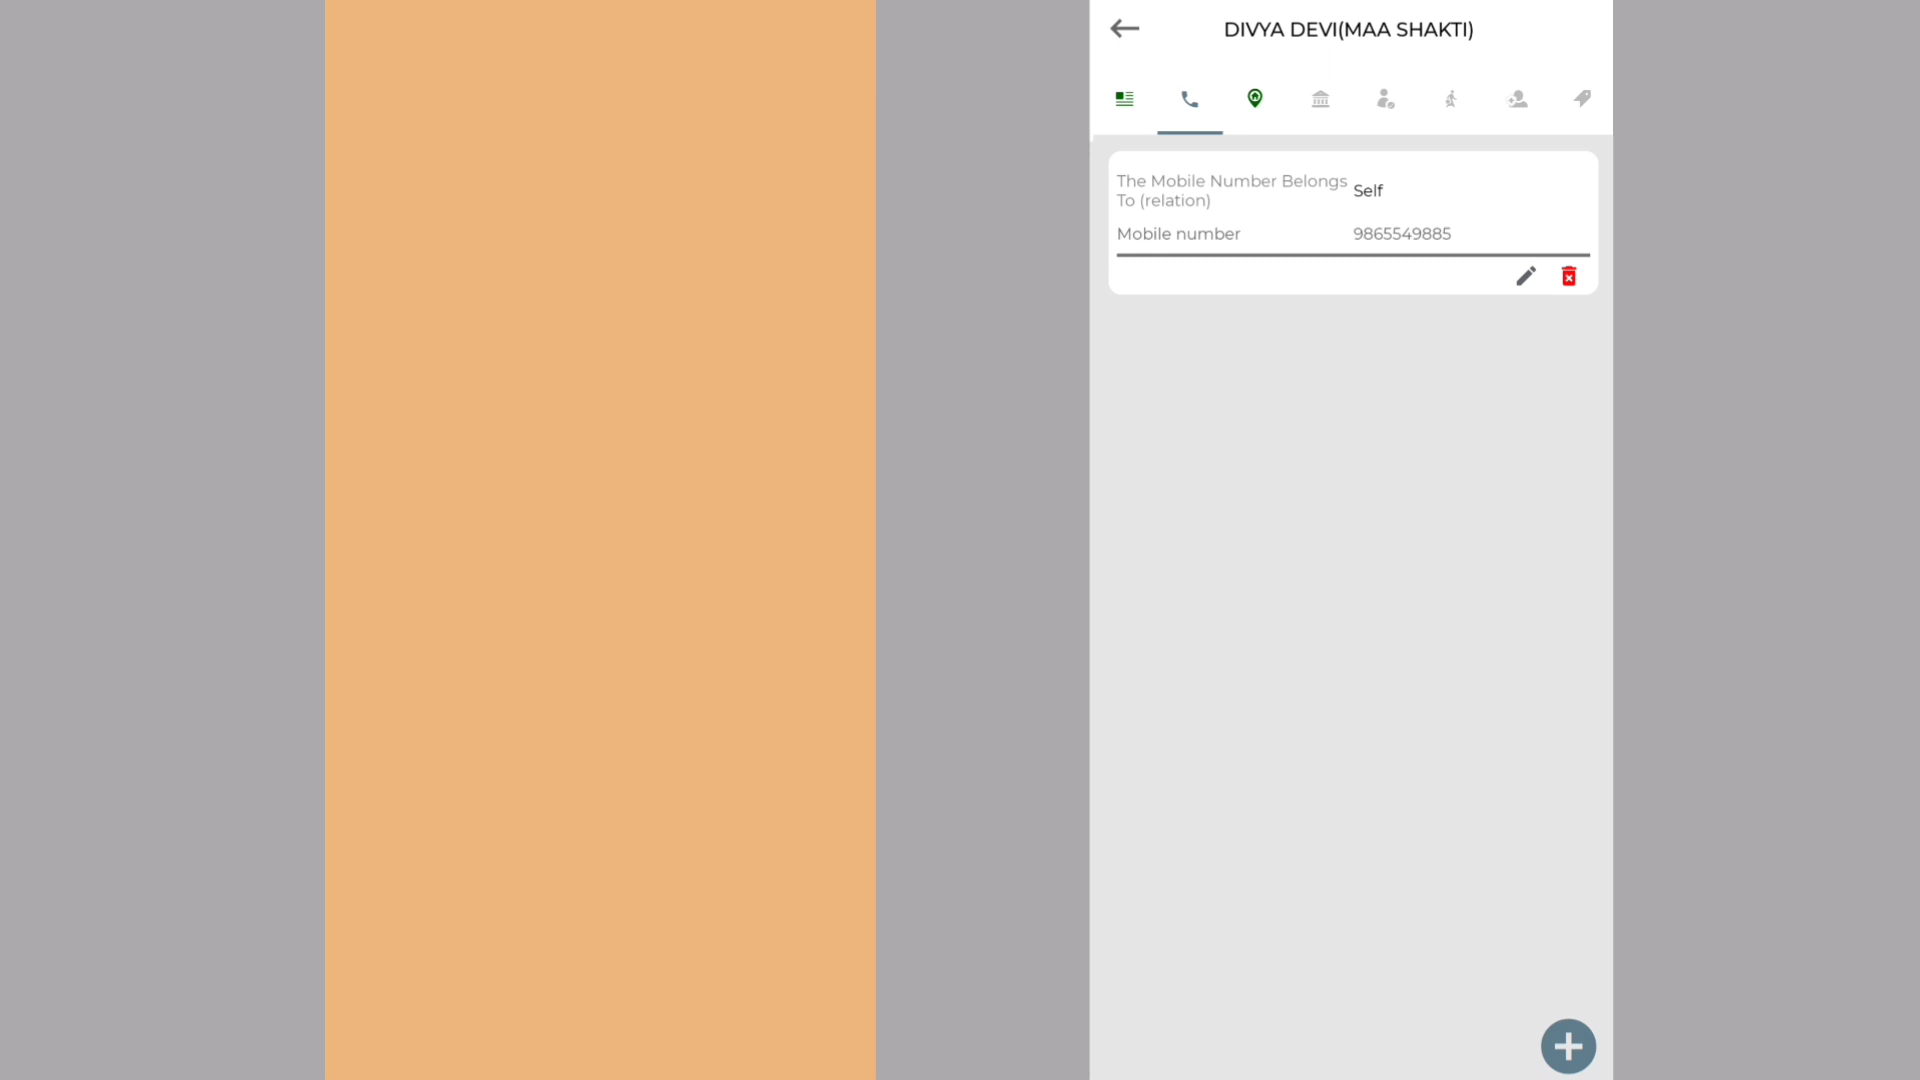 DIVYA DEVI(MAA SHAKTI)
The Mobile Number Belongs
To (relation)
Self
Mobile number
9865549885